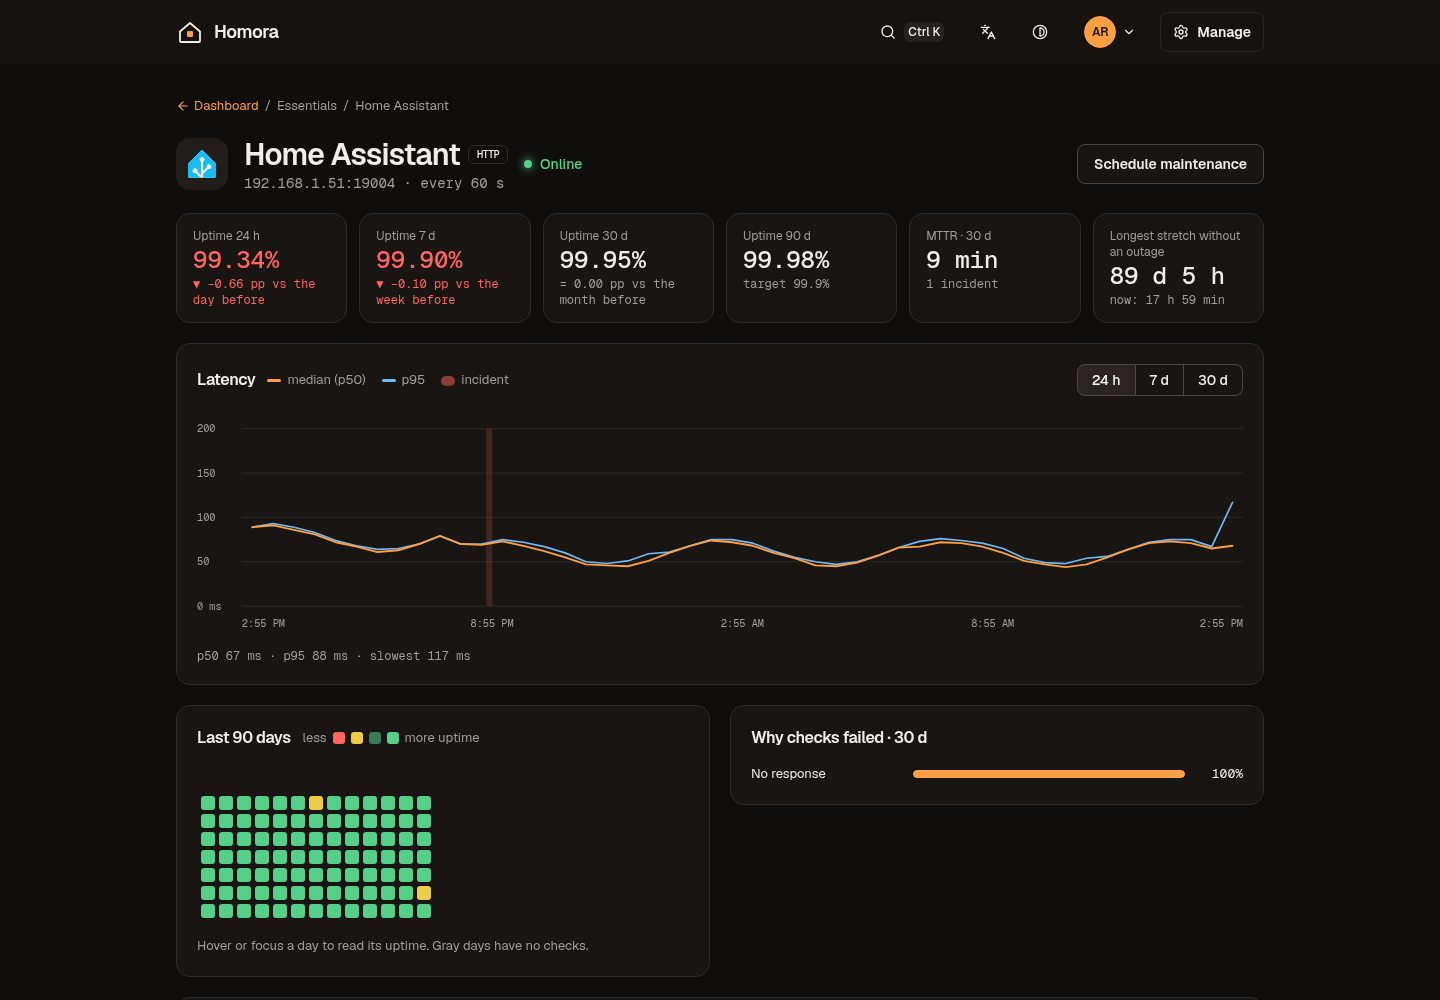 Homora
Ctrl K
AR
Manage
Dashboard / Essentials / Home Assistant
Home Assistant
HTTP
Online
192.168.1.51:19004 · every 60 s
Schedule maintenance
Uptime 24 h
99.34%
▼ −0.66 pp vs the
day before
Uptime 7 d
99.90%
▼ −0.10 pp vs the
week before
Uptime 30 d
99.95%
= 0.00 pp vs the
month before
Uptime 90 d
99.98%
target 99.9%
MTTR · 30 d
9 min
1 incident
Longest stretch without
an outage
89 d 5 h
now: 17 h 59 min
Latency
median (p50)
p95
incident
24 h
7 d
30 d
200
150
100
50
0 ms
2:55 PM
8:55 PM
2:55 AM
8:55 AM
2:55 PM
p50 67 ms · p95 88 ms · slowest 117 ms
Last 90 days
less
more uptime
Hover or focus a day to read its uptime. Gray days have no checks.
Why checks failed · 30 d
No response
100%